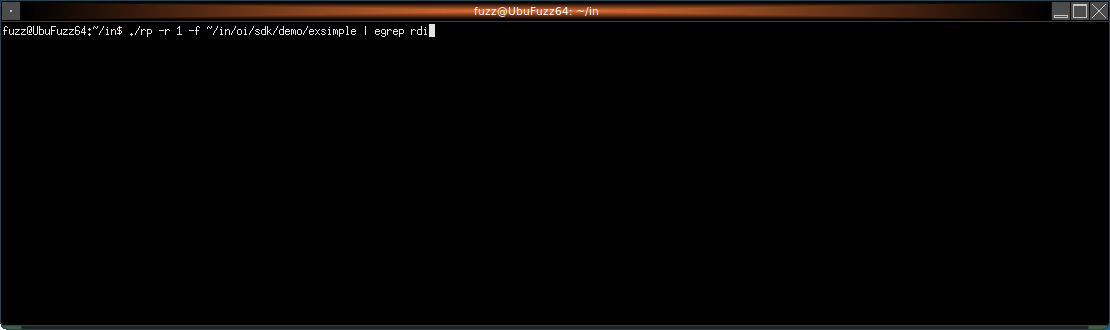 fuzz@UbuFuzz64: ~/in
fuzz@UbuFuzz64:~/in$ ./rp -r 1 -f ~/in/oi/sdk/demo/exsimple | egrep rdi